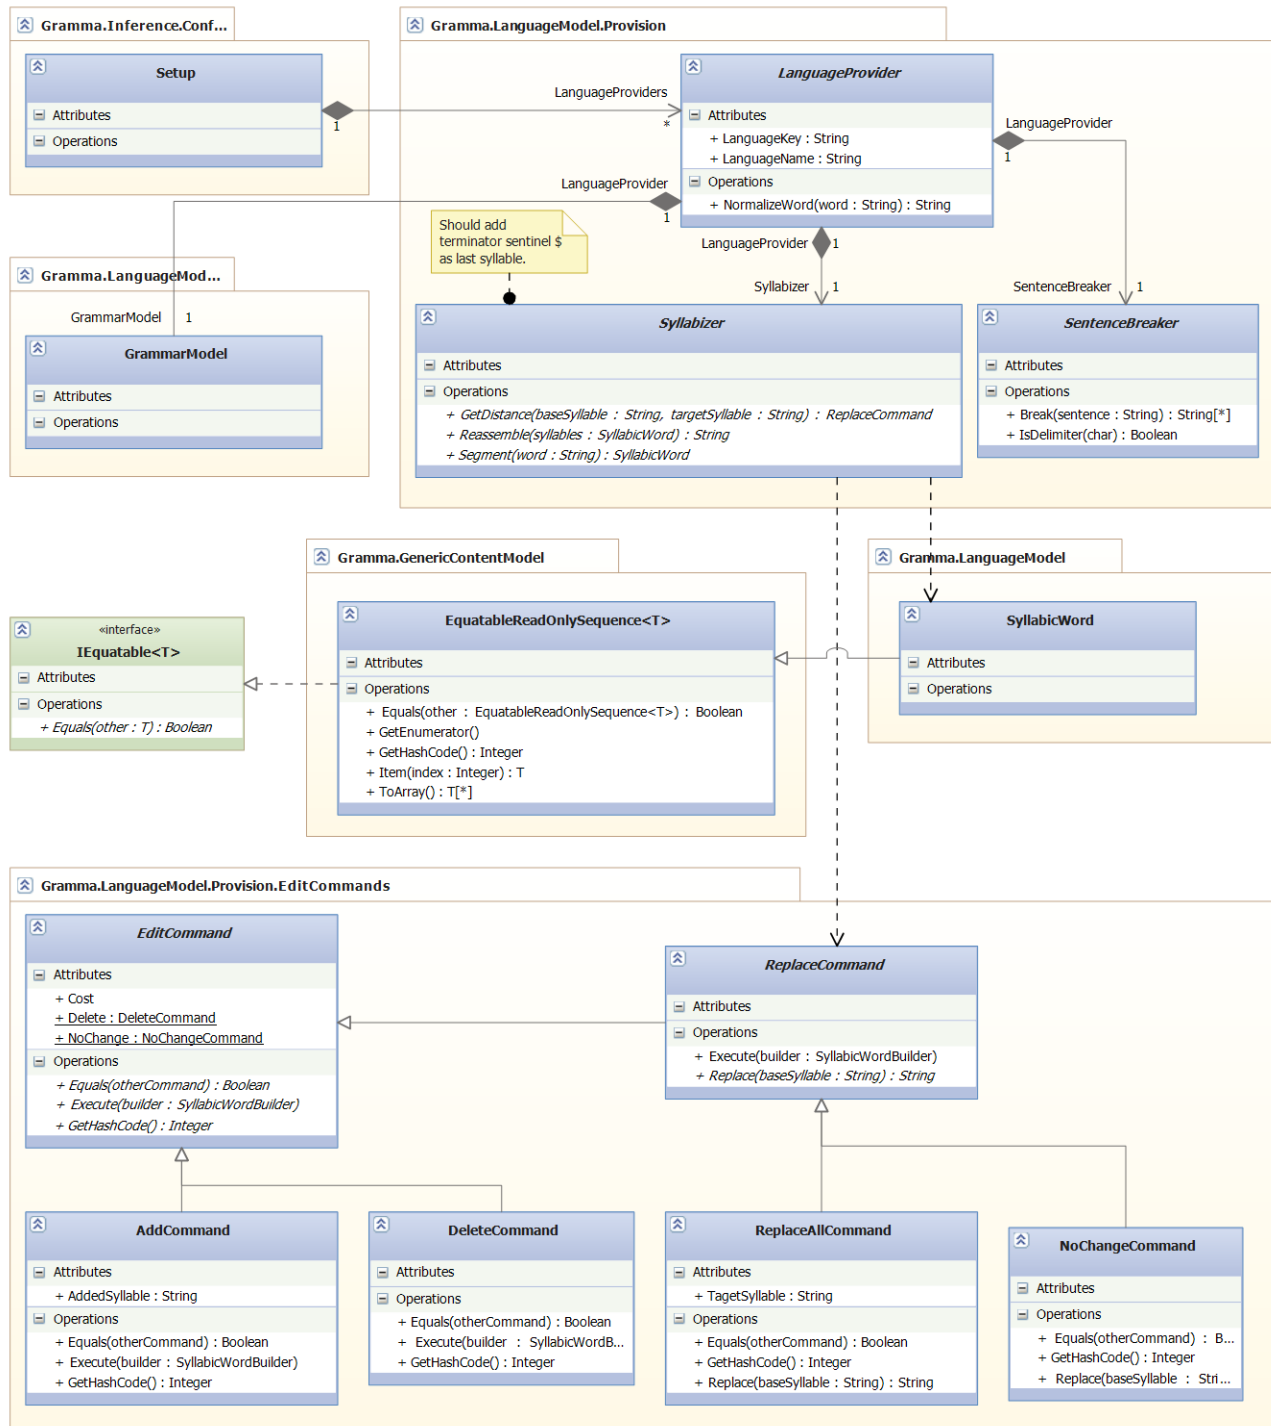 Gramma.Inference.Conf...
Setup
Attributes
Operations
1
LanguageProviders
*
Gramma.LanguageModel.Provision
LanguageProvider
Attributes
+ LanguageKey : String
+ LanguageName : String
Operations
+ NormalizeWord(word : String) : String
LanguageProvider
1
LanguageProvider
1
LanguageProvider
1
Should add
terminator sentinel $
as last syllable.
Syllabizer
1
SentenceBreaker
1
Gramma.LanguageMod...
GrammarModel
1
GrammarModel
Attributes
Operations
Syllabizer
Attributes
Operations
+ GetDistance(baseSyllable : String, targetSyllable : String) : ReplaceCommand
+ Reassemble(syllables : SyllabicWord) : String
+ Segment(word : String) : SyllabicWord
SentenceBreaker
Attributes
Operations
+ Break(sentence : String) : String[*]
+ IsDelimiter(char) : Boolean
Gramma.GenericContentModel
EquatableReadOnlySequence<T>
Attributes
Operations
+ Equals(other : EquatableReadOnlySequence<T>) : Boolean
+ GetEnumerator()
+ GetHashCode() : Integer
+ Item(index : Integer) : T
+ ToArray() : T[*]
Gramma.LanguageModel
SyllabicWord
Attributes
Operations
«interface»
IEquatable<T>
Attributes
Operations
+ Equals(other : T) : Boolean
Gramma.LanguageModel.Provision.EditCommands
EditCommand
Attributes
+ Cost
+ Delete : DeleteCommand
+ NoChange : NoChangeCommand
Operations
+ Equals(otherCommand) : Boolean
+ Execute(builder : SyllabicWordBuilder)
+ GetHashCode() : Integer
ReplaceCommand
Attributes
Operations
+ Execute(builder : SyllabicWordBuilder)
+ Replace(baseSyllable : String) : String
AddCommand
Attributes
+ AddedSyllable : String
Operations
+ Equals(otherCommand) : Boolean
+ Execute(builder : SyllabicWordBuilder)
+ GetHashCode() : Integer
DeleteCommand
Attributes
Operations
+ Equals(otherCommand) : Boolean
+ Execute(builder : SyllabicWordB...
+ GetHashCode() : Integer
ReplaceAllCommand
Attributes
+ TagetSyllable : String
Operations
+ Equals(otherCommand) : Boolean
+ GetHashCode() : Integer
+ Replace(baseSyllable : String) : String
NoChangeCommand
Attributes
Operations
+ Equals(otherCommand) : B...
+ GetHashCode() : Integer
+ Replace(baseSyllable : Stri...